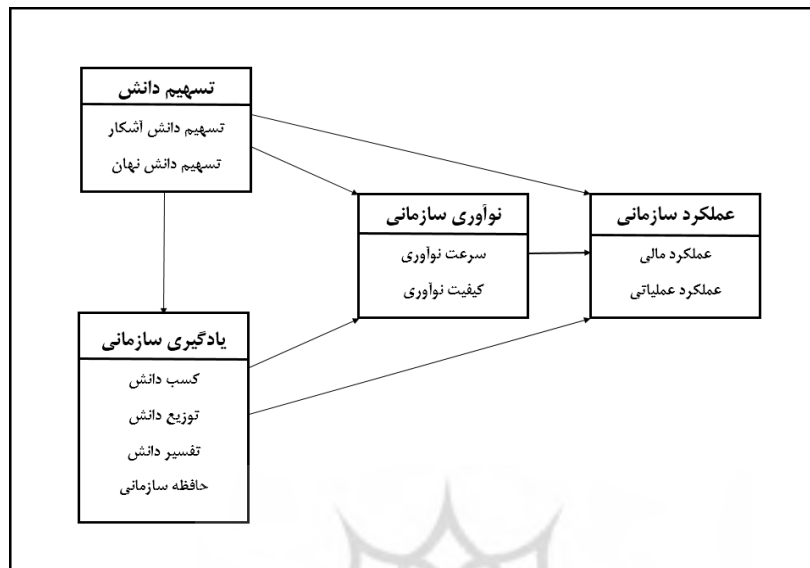 تسهیم دانش
تسهیم دانش آشکار
تسهیم دانش نهان
نوآوری سازمانی
سرعت نوآوری
کیفیت نوآوری
عملکرد سازمانی
عملکرد مالی
عملکرد عملیاتی
یادگیری سازمانی
کسب دانش
توزیع دانش
تفسیر دانش
حافظه سازمانی